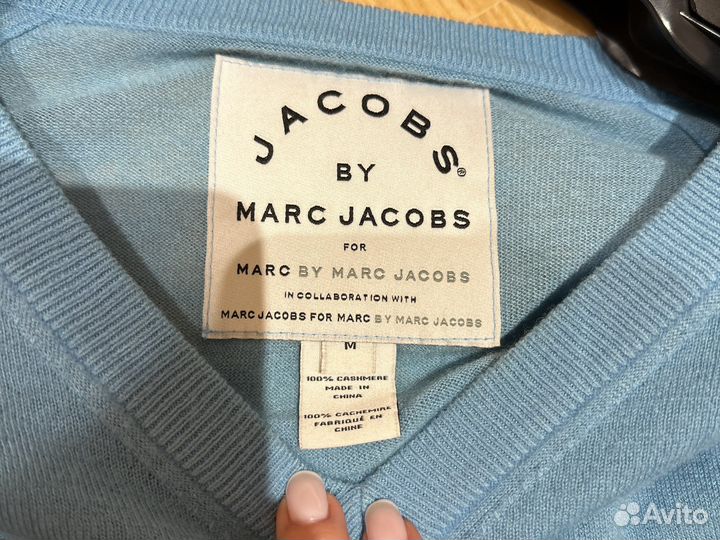 JACOBS®
BY
MARC JACOBS
FOR
MARC BY MARC JACOBS
IN COLLABORATION WITH
MARC JACOBS FOR MARC BY MARC JACOBS
M
100% CASHMERE
MADE IN
CHINA
100% CACHEMIRE
FABRIQUÉ EN
CHINE
Avito